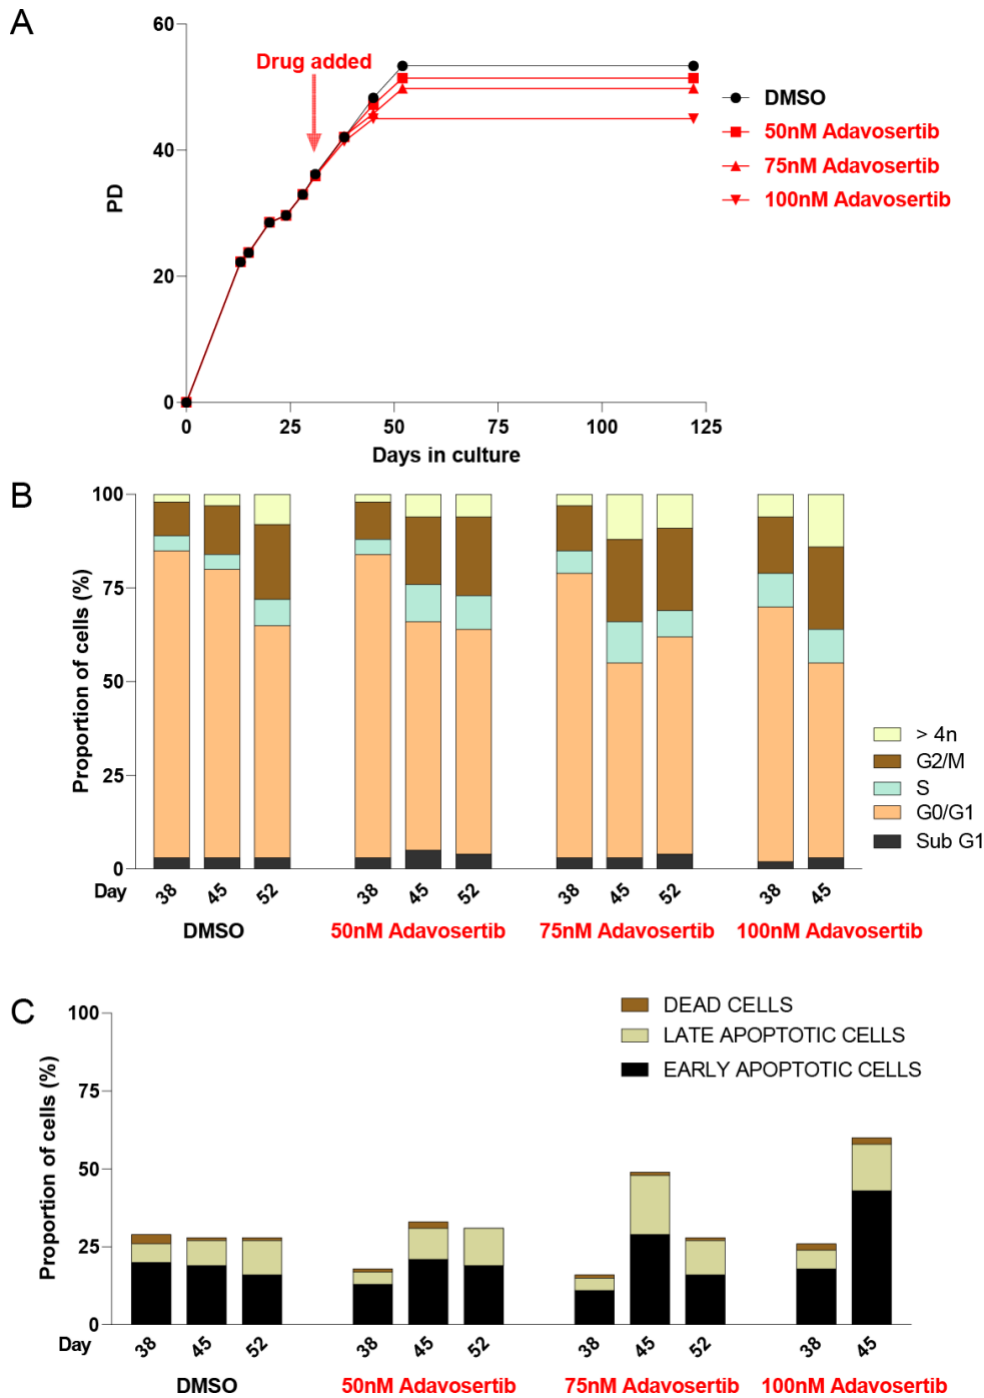 A
60
40
20
0
PD
Drug added
0 25 50 75 100 125
Days in culture
DMSO
50nM Adavosertib
75nM Adavosertib
100nM Adavosertib
B
100
75
50
25
0
Proportion of cells (%)
> 4n
G2/M
S
G0/G1
Sub G1
Day 38 45 52 38 45 52 38 45 52 38 45
DMSO 50nM Adavosertib 75nM Adavosertib 100nM Adavosertib
C
100
75
50
25
0
Proportion of cells (%)
DEAD CELLS
LATE APOPTOTIC CELLS
EARLY APOPTOTIC CELLS
Day 38 45 52 38 45 52 38 45 52 38 45
DMSO 50nM Adavosertib 75nM Adavosertib 100nM Adavosertib